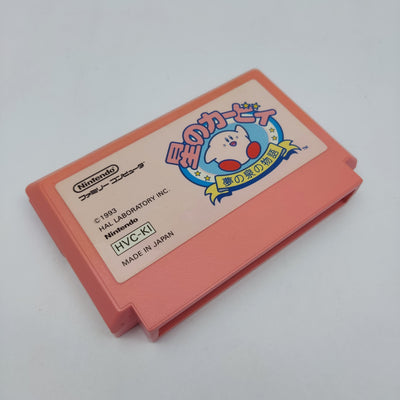 星のカービィ
夢の泉の物語
TM
Nintendo
ファミリー コンピュータ
©1993
HAL LABORATORY INC.
Nintendo
HVC-KI
MADE IN JAPAN